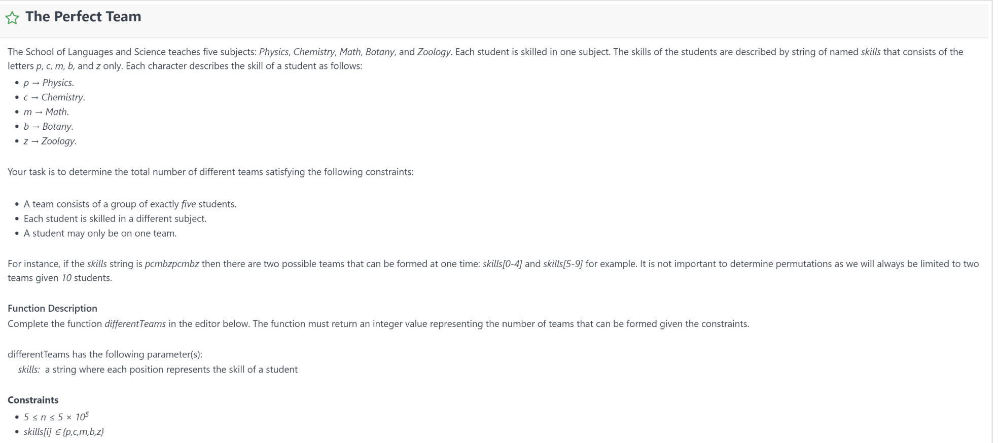 The Perfect Team
The School of Languages and Science teaches five subjects: Physics, Chemistry, Math, Botany, and Zoology. Each student is skilled in one subject. The skills of the students are described by string of named skills that consists of the
letters p, c, m, b, and z only. Each character describes the skill of a student as follows:
• p → Physics.
• c → Chemistry.
• m → Math.
• b → Botany.
• z → Zoology.
Your task is to determine the total number of different teams satisfying the following constraints:
• A team consists of a group of exactly five students.
• Each student is skilled in a different subject.
• A student may only be on one team.
For instance, if the skills string is pcmbzpcmbz then there are two possible teams that can be formed at one time: skills[0-4] and skills[5-9] for example. It is not important to determine permutations as we will always be limited to two
teams given 10 students.
Function Description
Complete the function differentTeams in the editor below. The function must return an integer value representing the number of teams that can be formed given the constraints.
differentTeams has the following parameter(s):
skills: a string where each position represents the skill of a student
Constraints
• 5 ≤ n ≤ 5 × 10⁵
• skills[i] ∈ {p,c,m,b,z}